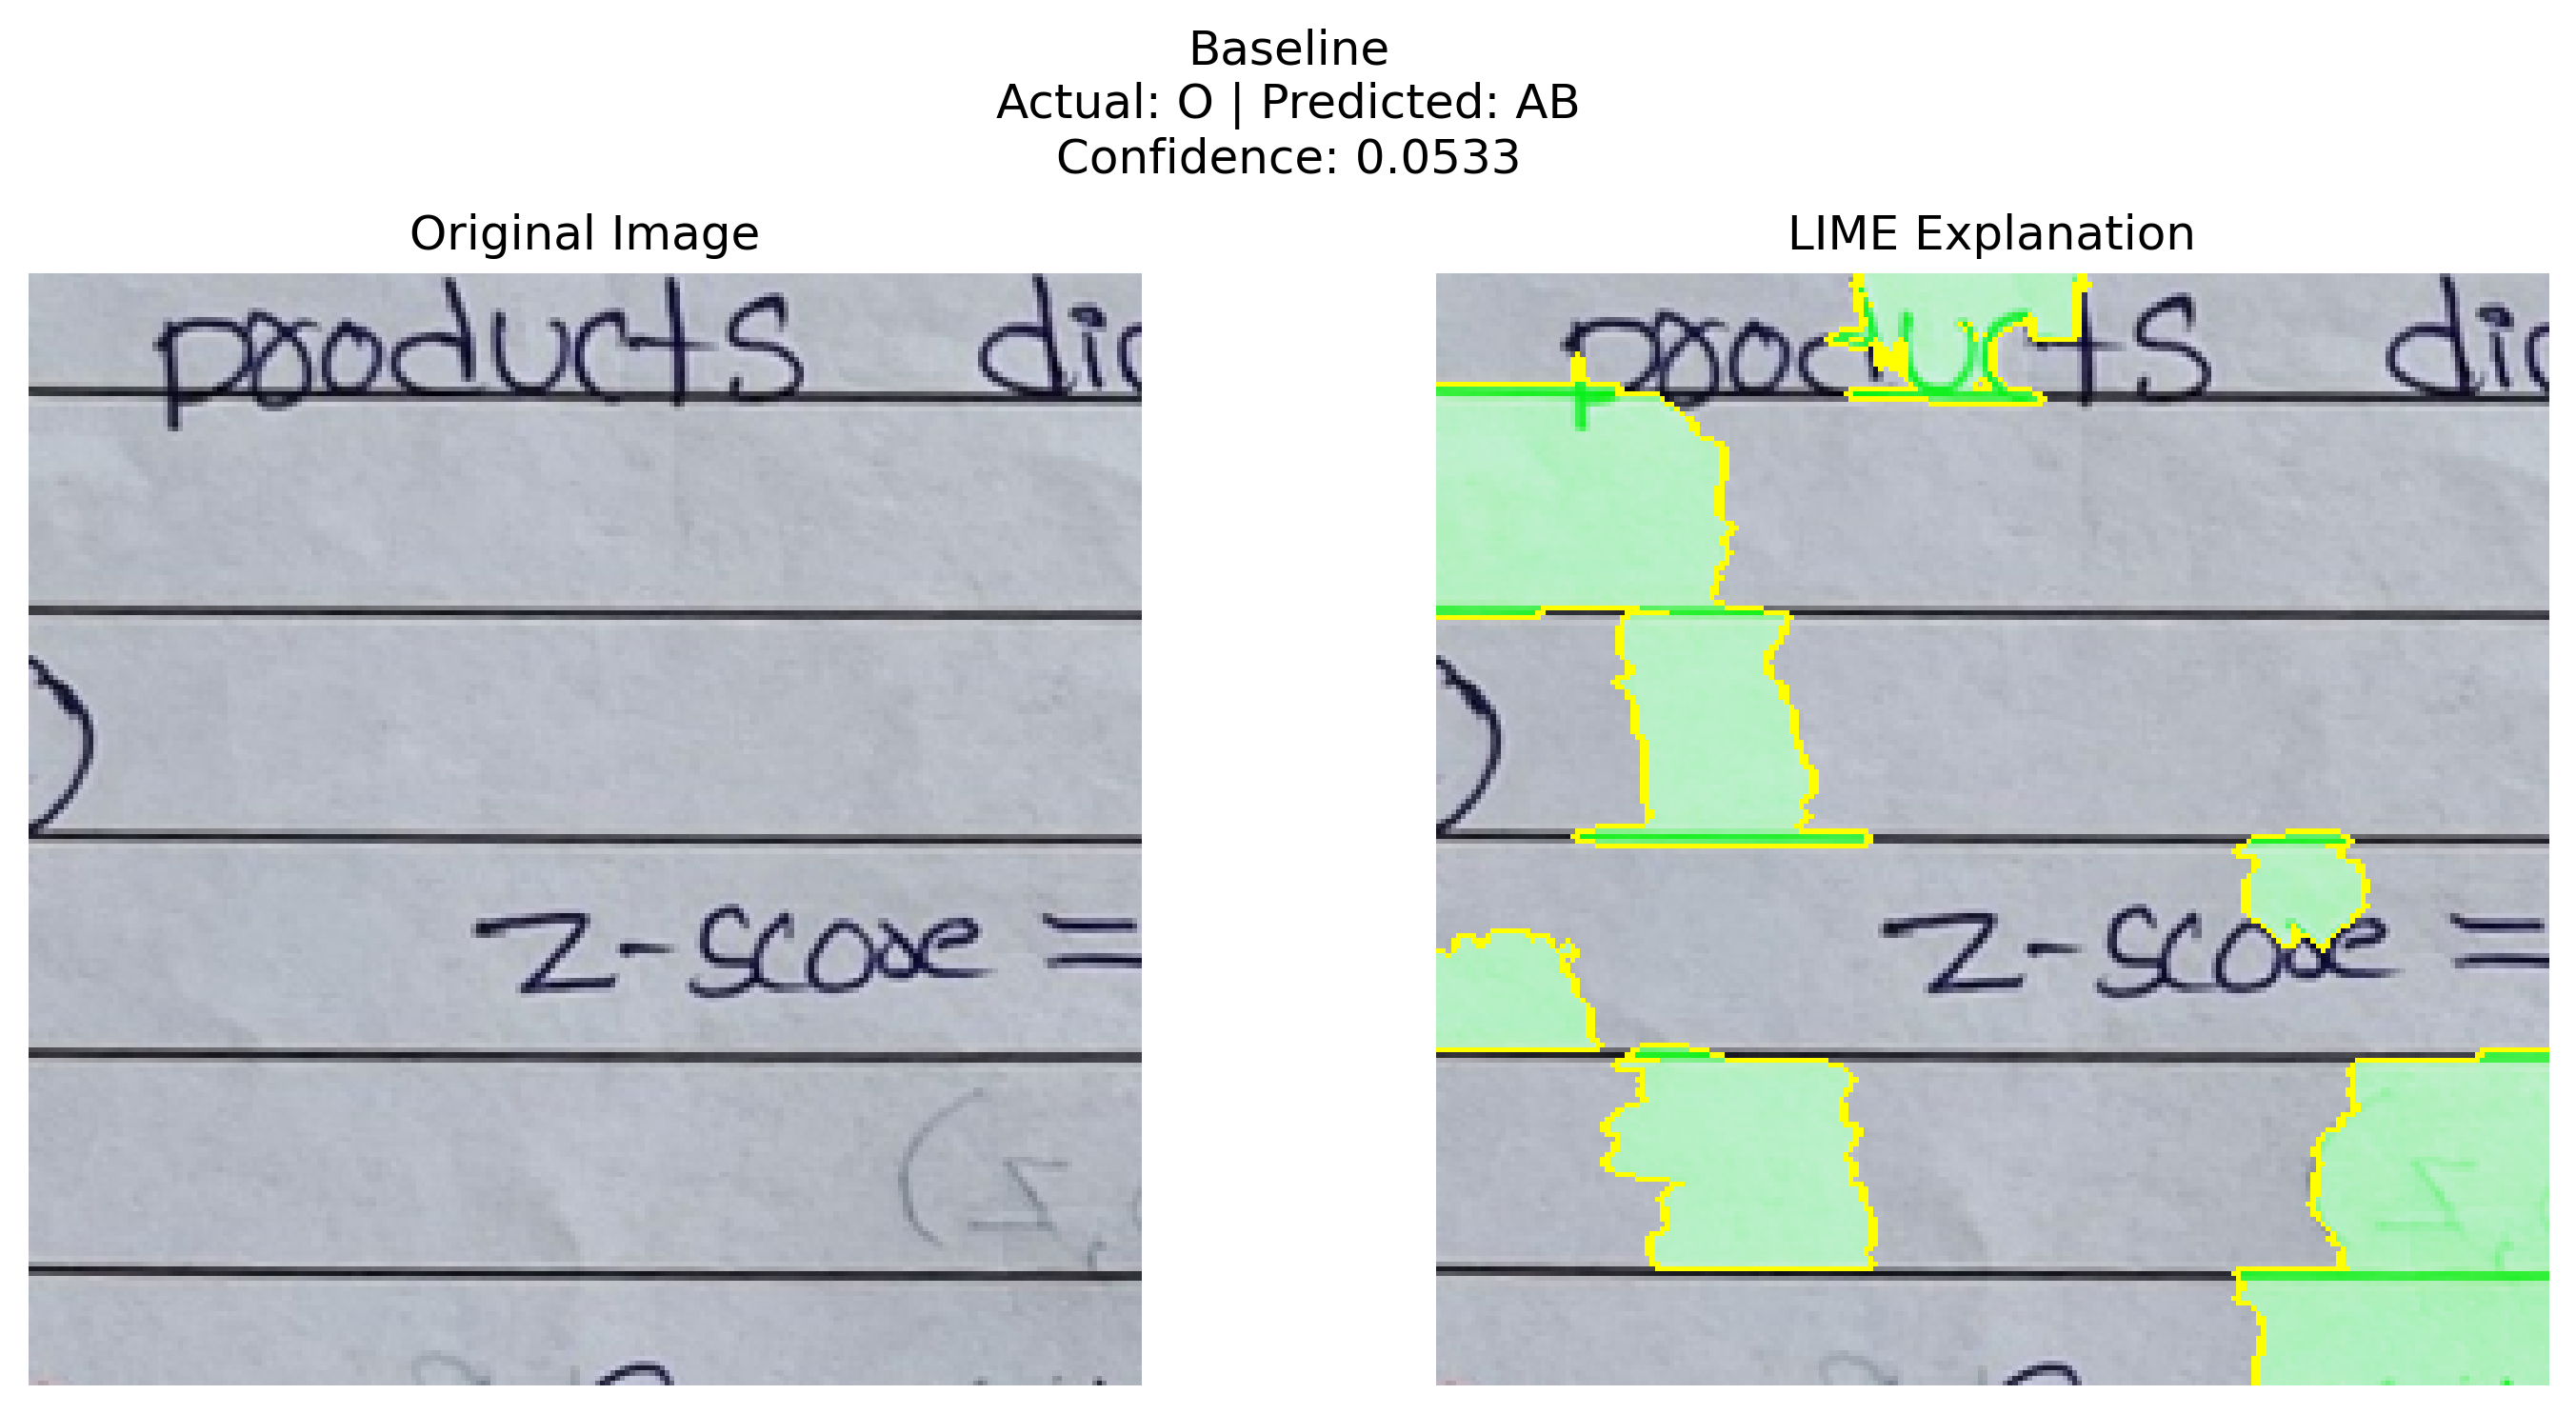 Baseline
Actual: O | Predicted: AB
Confidence: 0.0533
Original Image
LIME Explanation
products
products
)
)
z-score =
z-score =